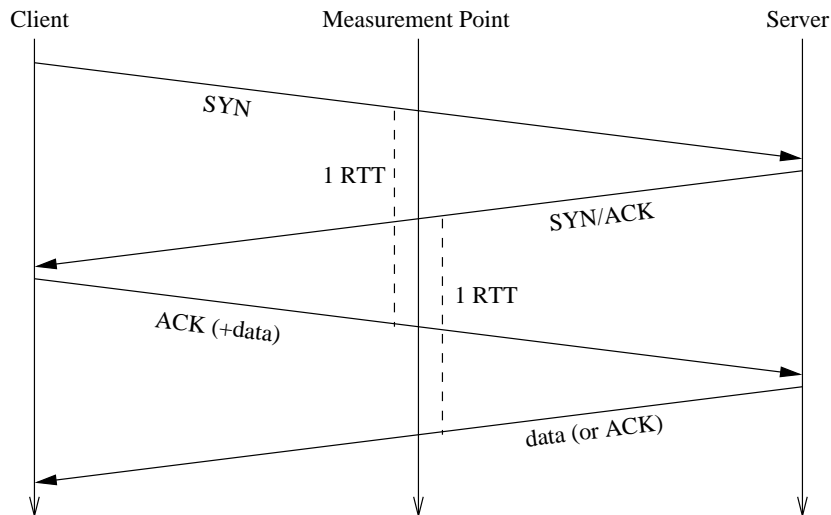 Client
Measurement Point
Server
SYN
1 RTT
SYN/ACK
1 RTT
ACK (+data)
data (or ACK)